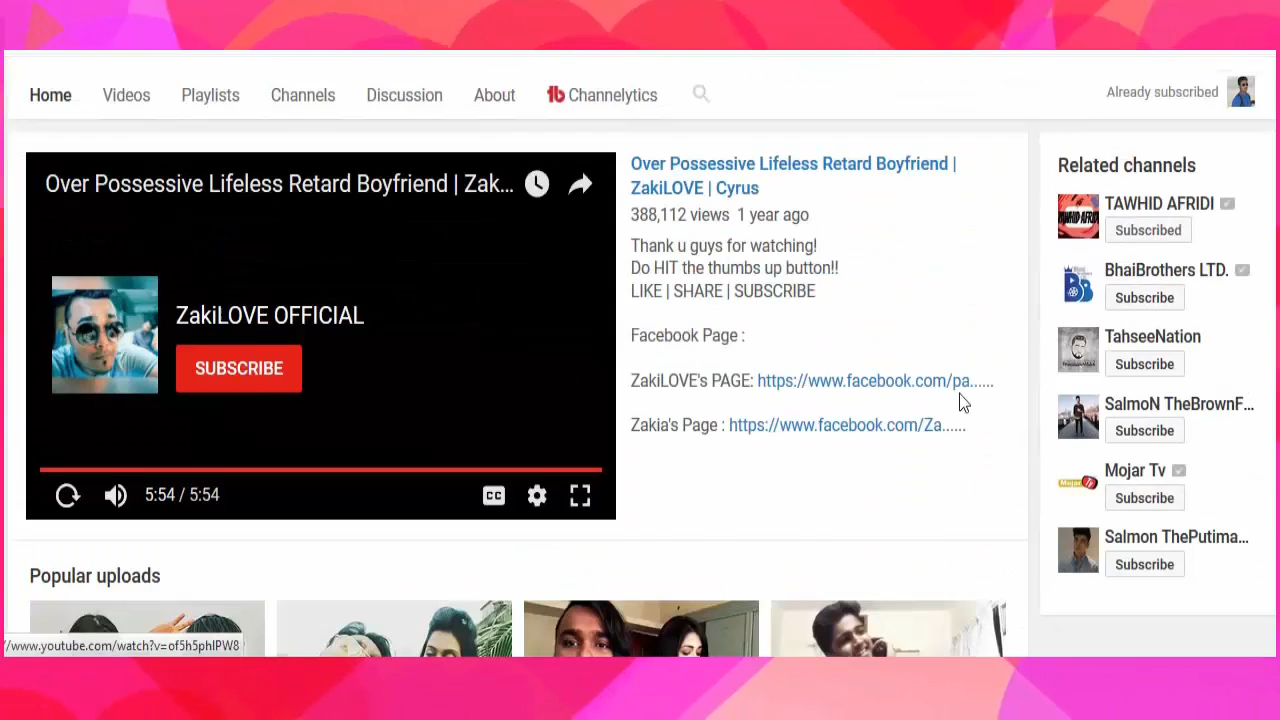 Home Videos Playlists Channels Discussion About Channelytics
Already subscribed
Over Possessive Lifeless Retard Boyfriend | Zak...
ZakiLOVE OFFICIAL
SUBSCRIBE
5:54 / 5:54
CC
Over Possessive Lifeless Retard Boyfriend |
ZakiLOVE | Cyrus
388,112 views 1 year ago
Thank u guys for watching!
Do HIT the thumbs up button!!
LIKE | SHARE | SUBSCRIBE
Facebook Page :
ZakiLOVE's PAGE: https://www.facebook.com/pa......
Zakia's Page : https://www.facebook.com/Za......
Related channels
TAWHID AFRIDI
Subscribed
BhaiBrothers LTD.
Subscribe
TahseeNation
Subscribe
SalmoN TheBrownF...
Subscribe
Mojar Tv
Subscribe
Salmon ThePutima...
Subscribe
Popular uploads
//www.youtube.com/watch?v=of5h5phIPW8